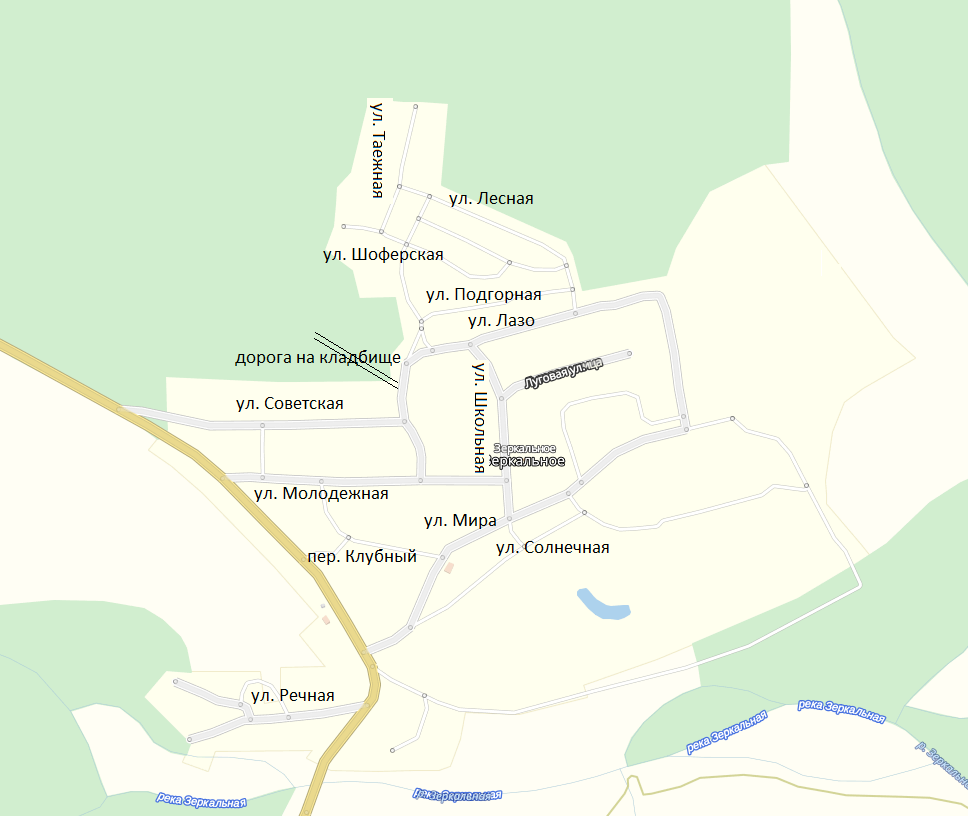 ул. Таежная
ул. Лесная
ул. Шоферская
ул. Подгорная
ул. Лазо
дорога на кладбище
Луговая улица
ул. Школьная
ул. Советская
Зеркальное
Зеркальное
ул. Молодежная
ул. Мира
ул. Солнечная
пер. Клубный
ул. Речная
река Зеркальная
река Зеркальная
р. Зеркальная
река Зеркальная